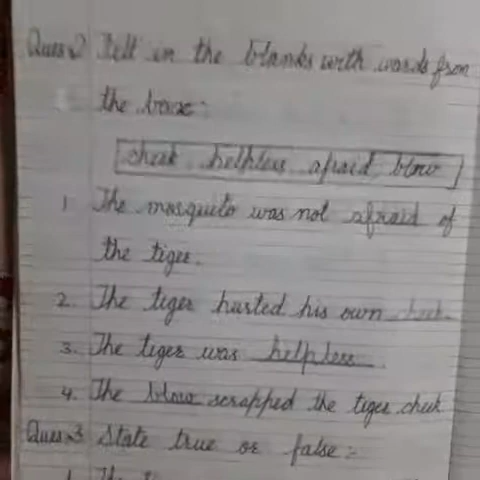 Ques 2 Fill in the blanks with words from
the box:
cheek helpless afraid blow
1. The mosquito was not afraid of
the tiger.
2. The tiger hurted his own cheek
3. The tiger was helpless.
4. The blow scrapped the tiger cheek
Ques 3 State true or false :-
1. The